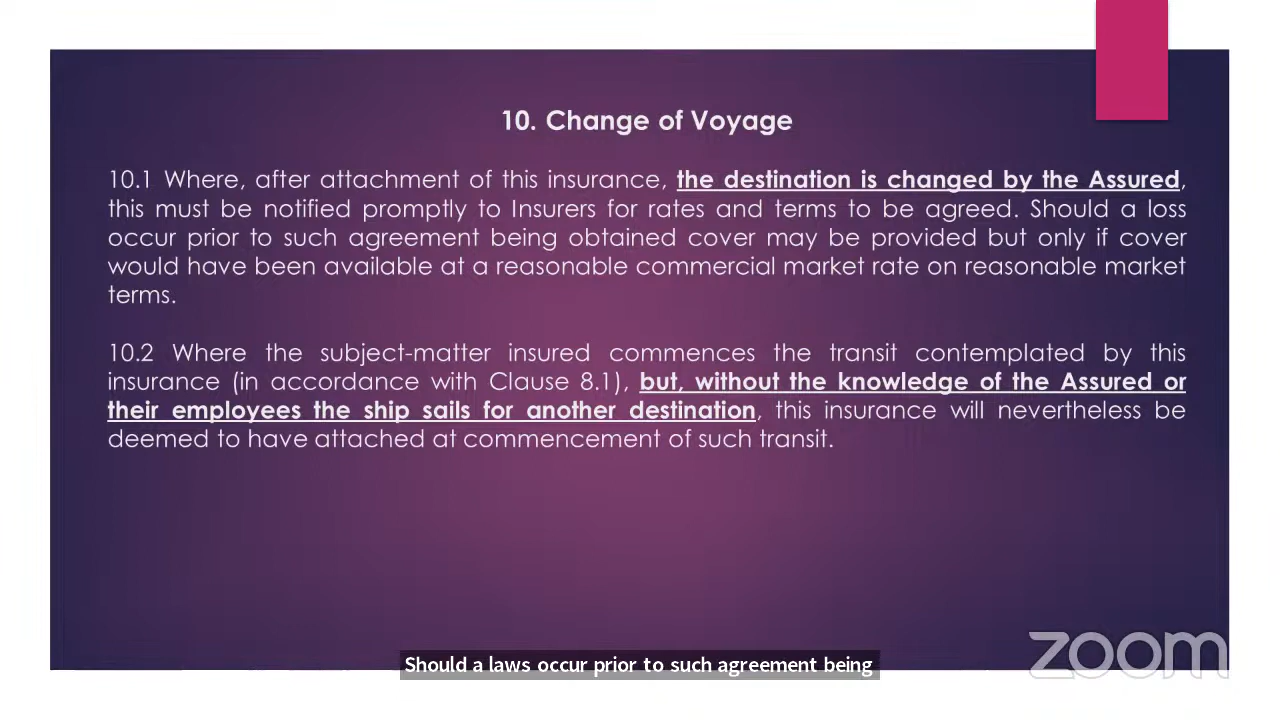 10. Change of Voyage
10.1 Where, after attachment of this insurance, the destination is changed by the Assured,
this must be notified promptly to Insurers for rates and terms to be agreed. Should a loss
occur prior to such agreement being obtained cover may be provided but only if cover
would have been available at a reasonable commercial market rate on reasonable market
terms.
10.2 Where the subject-matter insured commences the transit contemplated by this
insurance (in accordance with Clause 8.1), but, without the knowledge of the Assured or
their employees the ship sails for another destination, this insurance will nevertheless be
deemed to have attached at commencement of such transit.
zoom
Should a laws occur prior to such agreement being